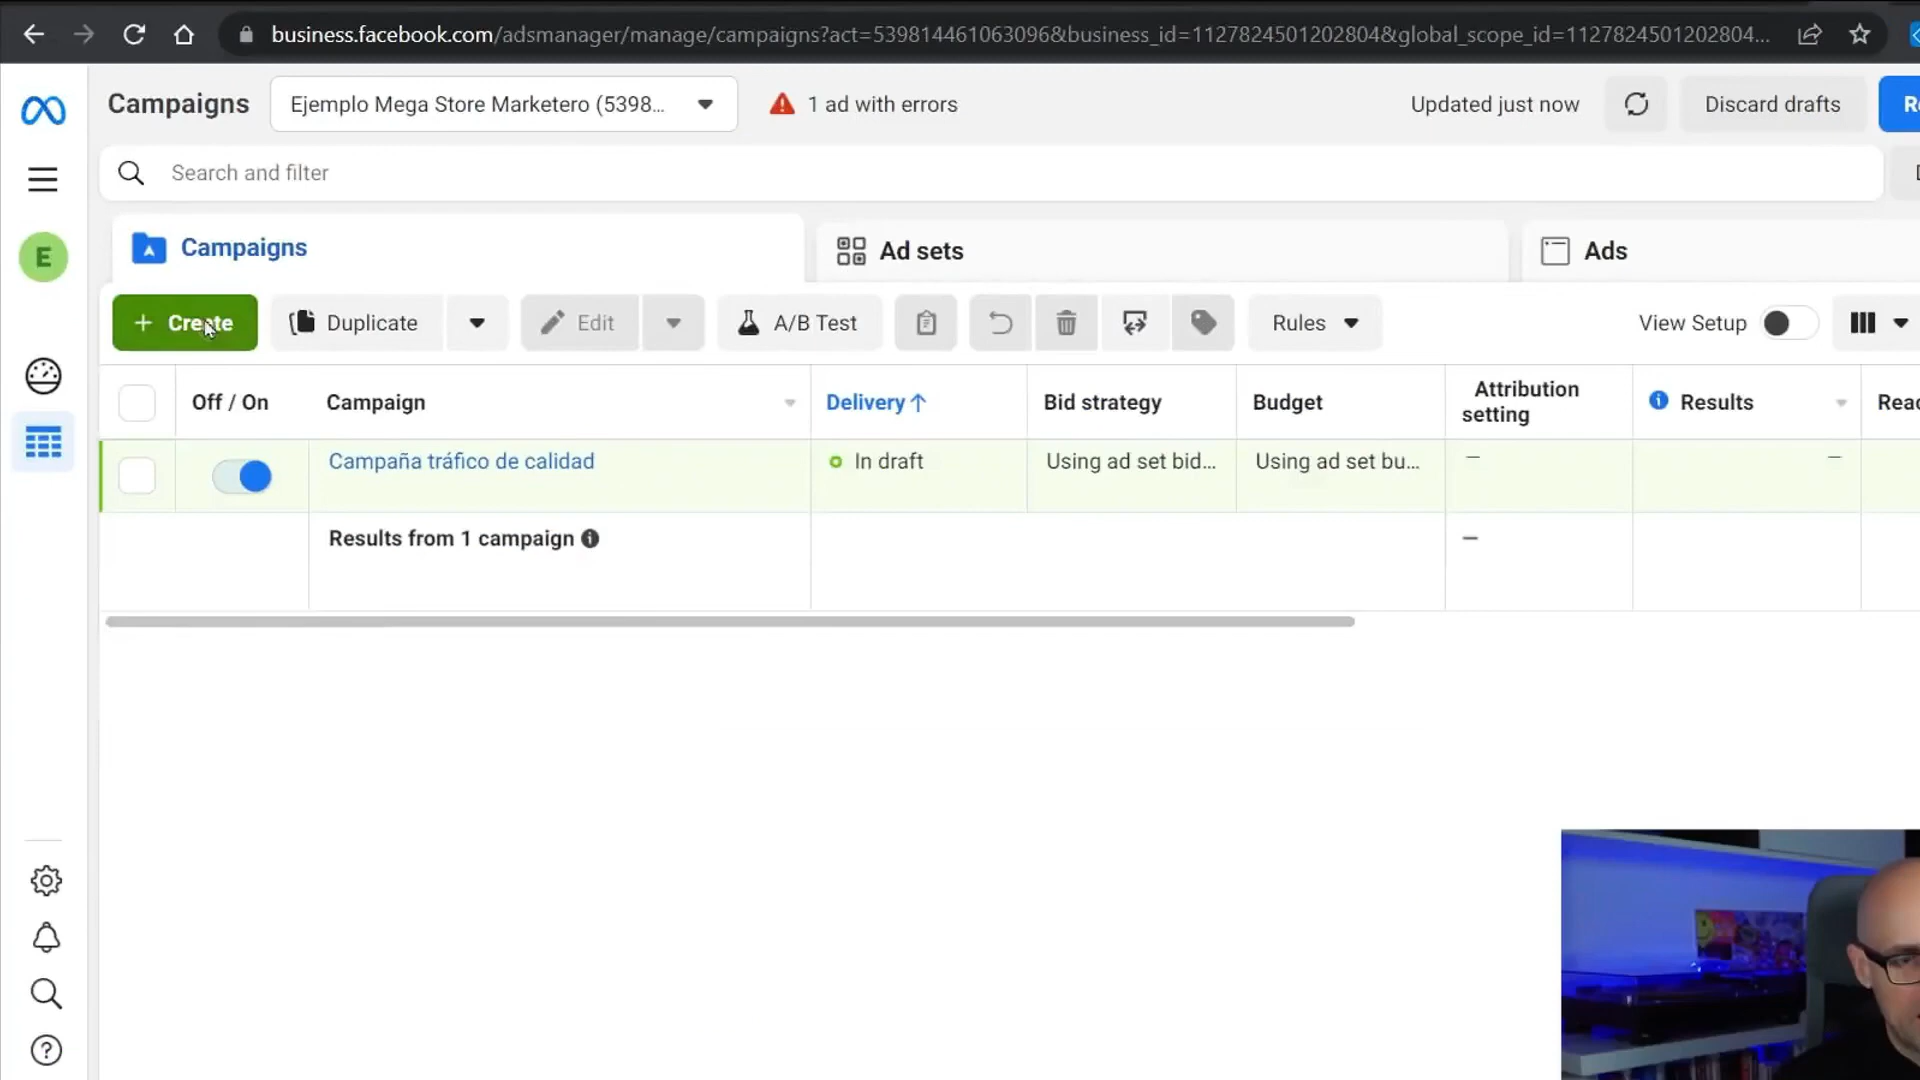 business.facebook.com/adsmanager/manage/campaigns?act=539814461063096&business_id=1127824501202804&global_scope_id=1127824501202804...
Campaigns
Ejemplo Mega Store Marketero (5398...
1 ad with errors
Updated just now
Discard drafts
Search and filter
Campaigns
Ad sets
Ads
E
+ Create
Duplicate
Edit
A/B Test
Rules
View Setup
Off / On
Campaign
Delivery ↑
Bid strategy
Budget
Attribution
setting
Results
Campaña tráfico de calidad
In draft
Using ad set bid...
Using ad set bu...
—
—
Results from 1 campaign
—